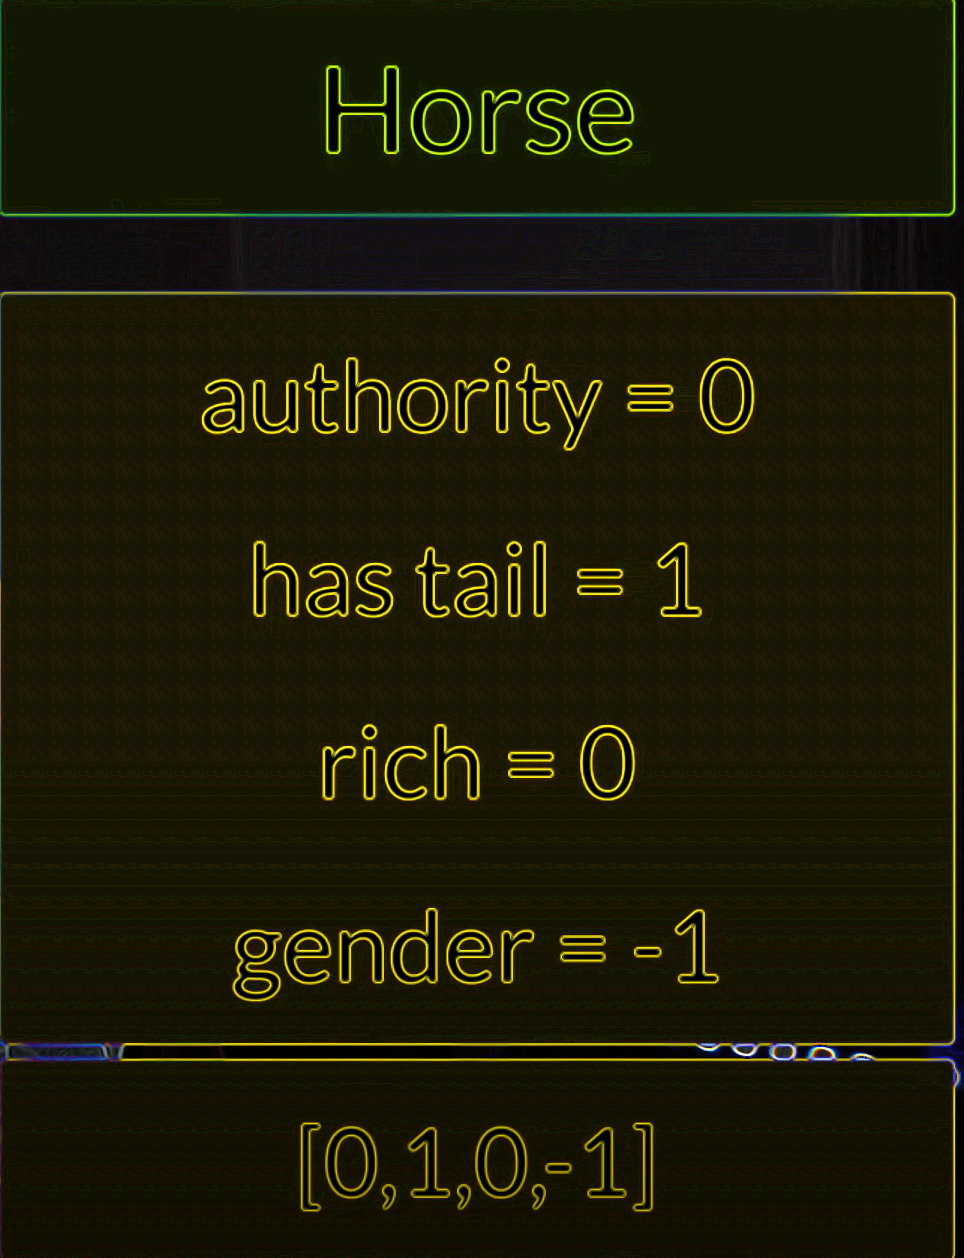 Horse
authority = 0
has tail = 1
rich = 0
gender = -1
[0,1,0,-1]